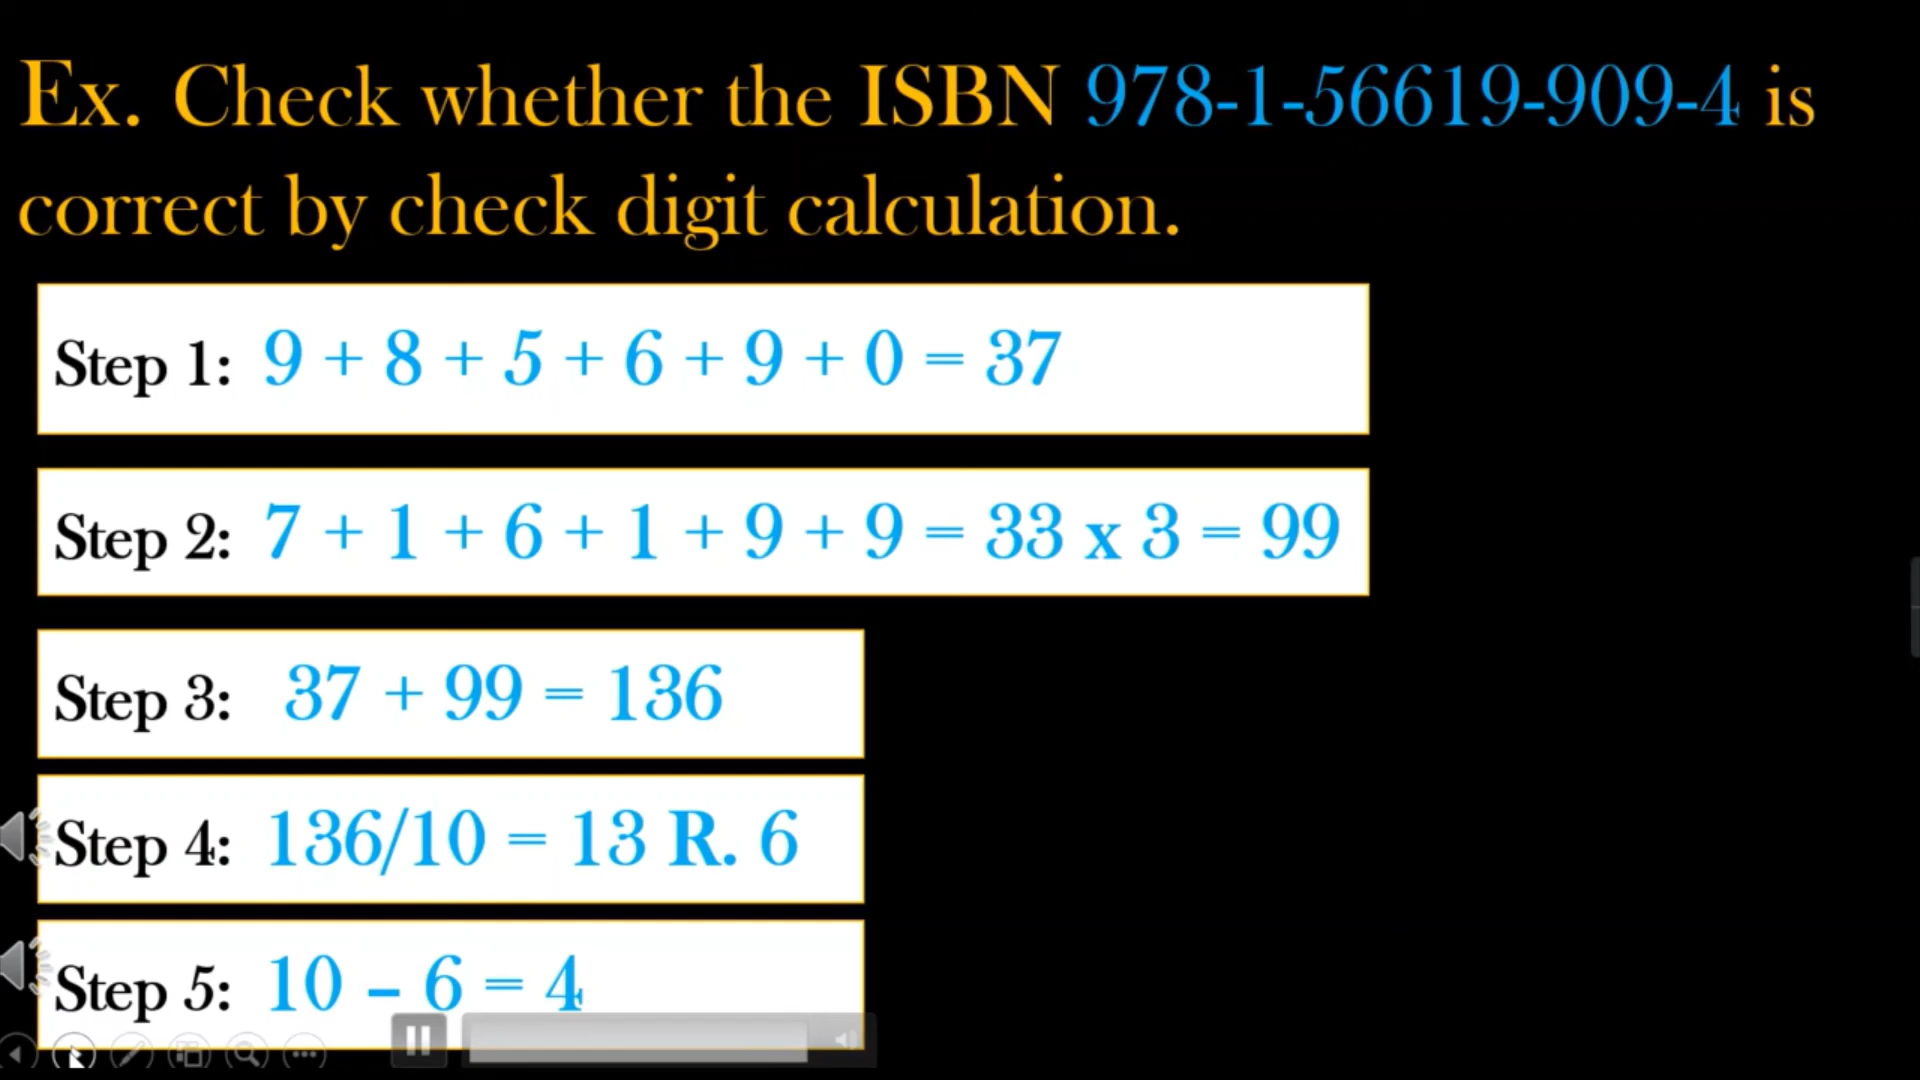 Ex. Check whether the ISBN 978-1-56619-909-4 is
correct by check digit calculation.
Step 1: 9 + 8 + 5 + 6 + 9 + 0 = 37
Step 2: 7 + 1 + 6 + 1 + 9 + 9 = 33 x 3 = 99
Step 3: 37 + 99 = 136
Step 4: 136/10 = 13 R. 6
Step 5: 10 – 6 = 4